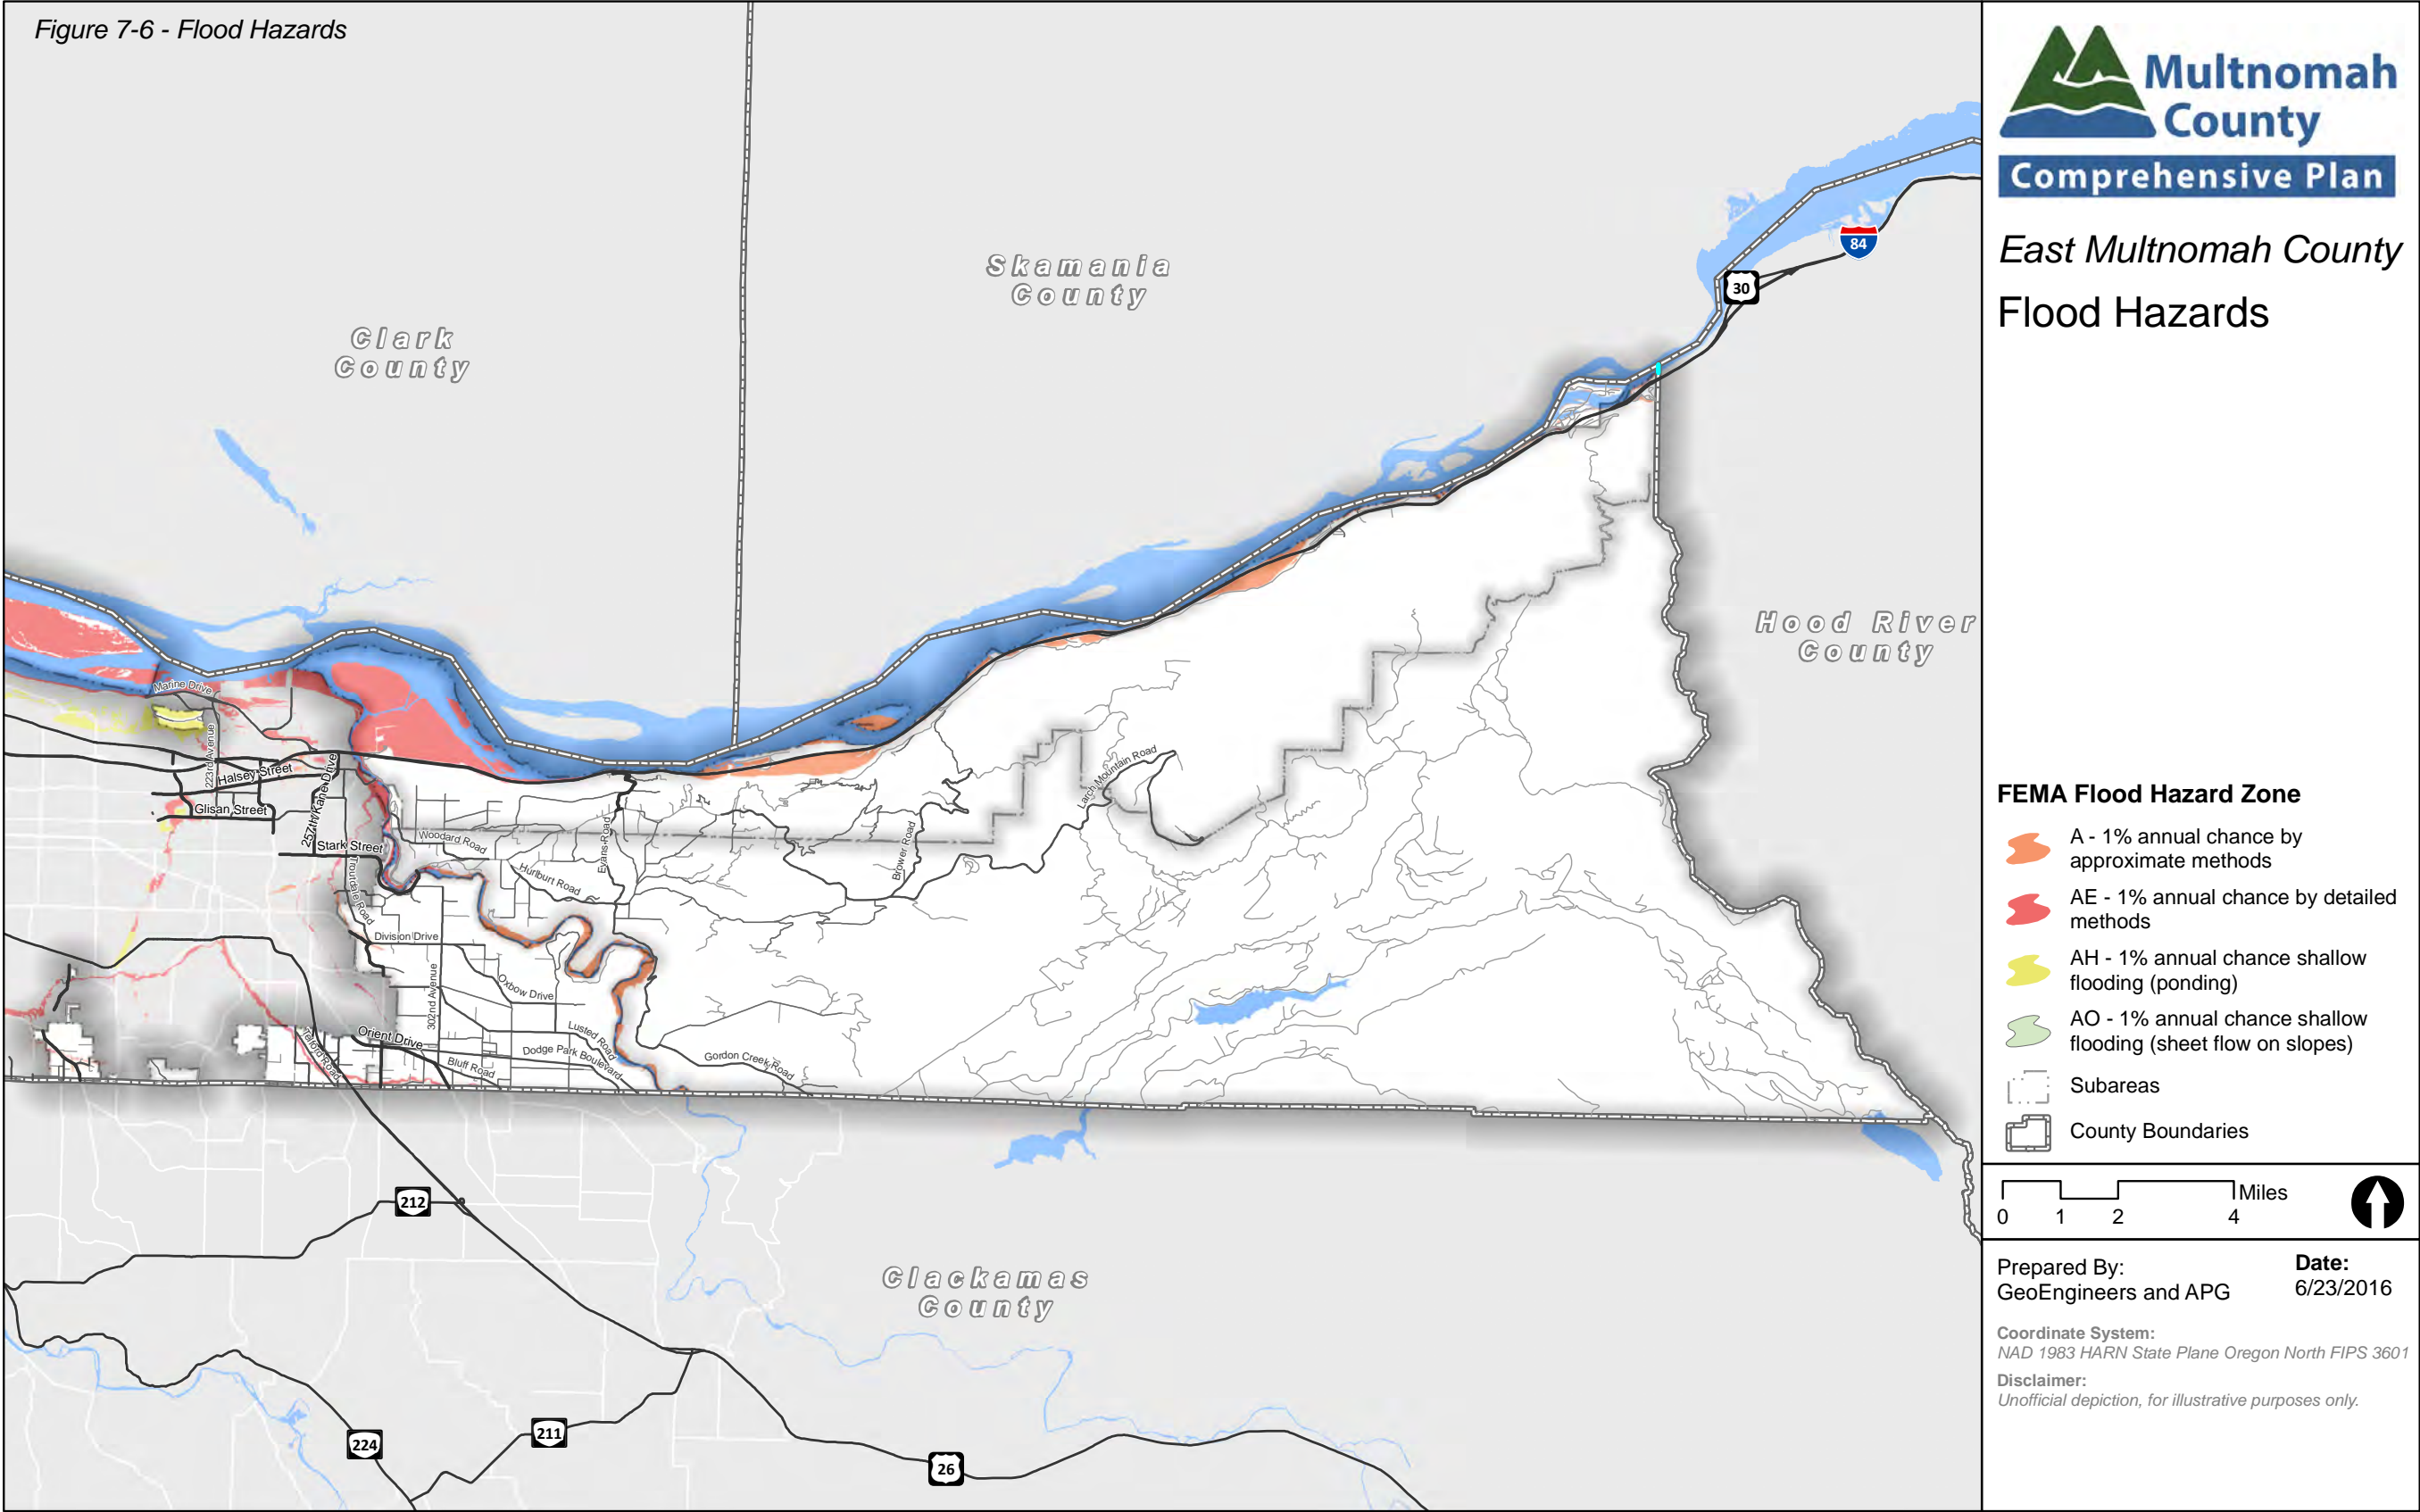 Figure 7-6 - Flood Hazards
Multnomah
County
Comprehensive Plan
East Multnomah County
Flood Hazards
84
30
Skamania
County
Clark
County
Hood River
County
Marine Drive
223rd Avenue
Halsey Street
257th/Kane Drive
Glisan Street
Larch Mountain Road
Woodard Road
Evans Road
Brower Road
Stark Street
Troutdale Road
Hurlburt Road
Division Drive
302nd Avenue
Oxbow Drive
Lusted Road
Orient Drive
Telford Road
Dodge Park Boulevard
Bluff Road
Gordon Creek Road
212
Clackamas
County
224
211
26
FEMA Flood Hazard Zone
A - 1% annual chance by
approximate methods
AE - 1% annual chance by detailed
methods
AH - 1% annual chance shallow
flooding (ponding)
AO - 1% annual chance shallow
flooding (sheet flow on slopes)
Subareas
County Boundaries
Miles
0 1 2 4
Prepared By:
GeoEngineers and APG
Date:
6/23/2016
Coordinate System:
NAD 1983 HARN State Plane Oregon North FIPS 3601
Disclaimer:
Unofficial depiction, for illustrative purposes only.